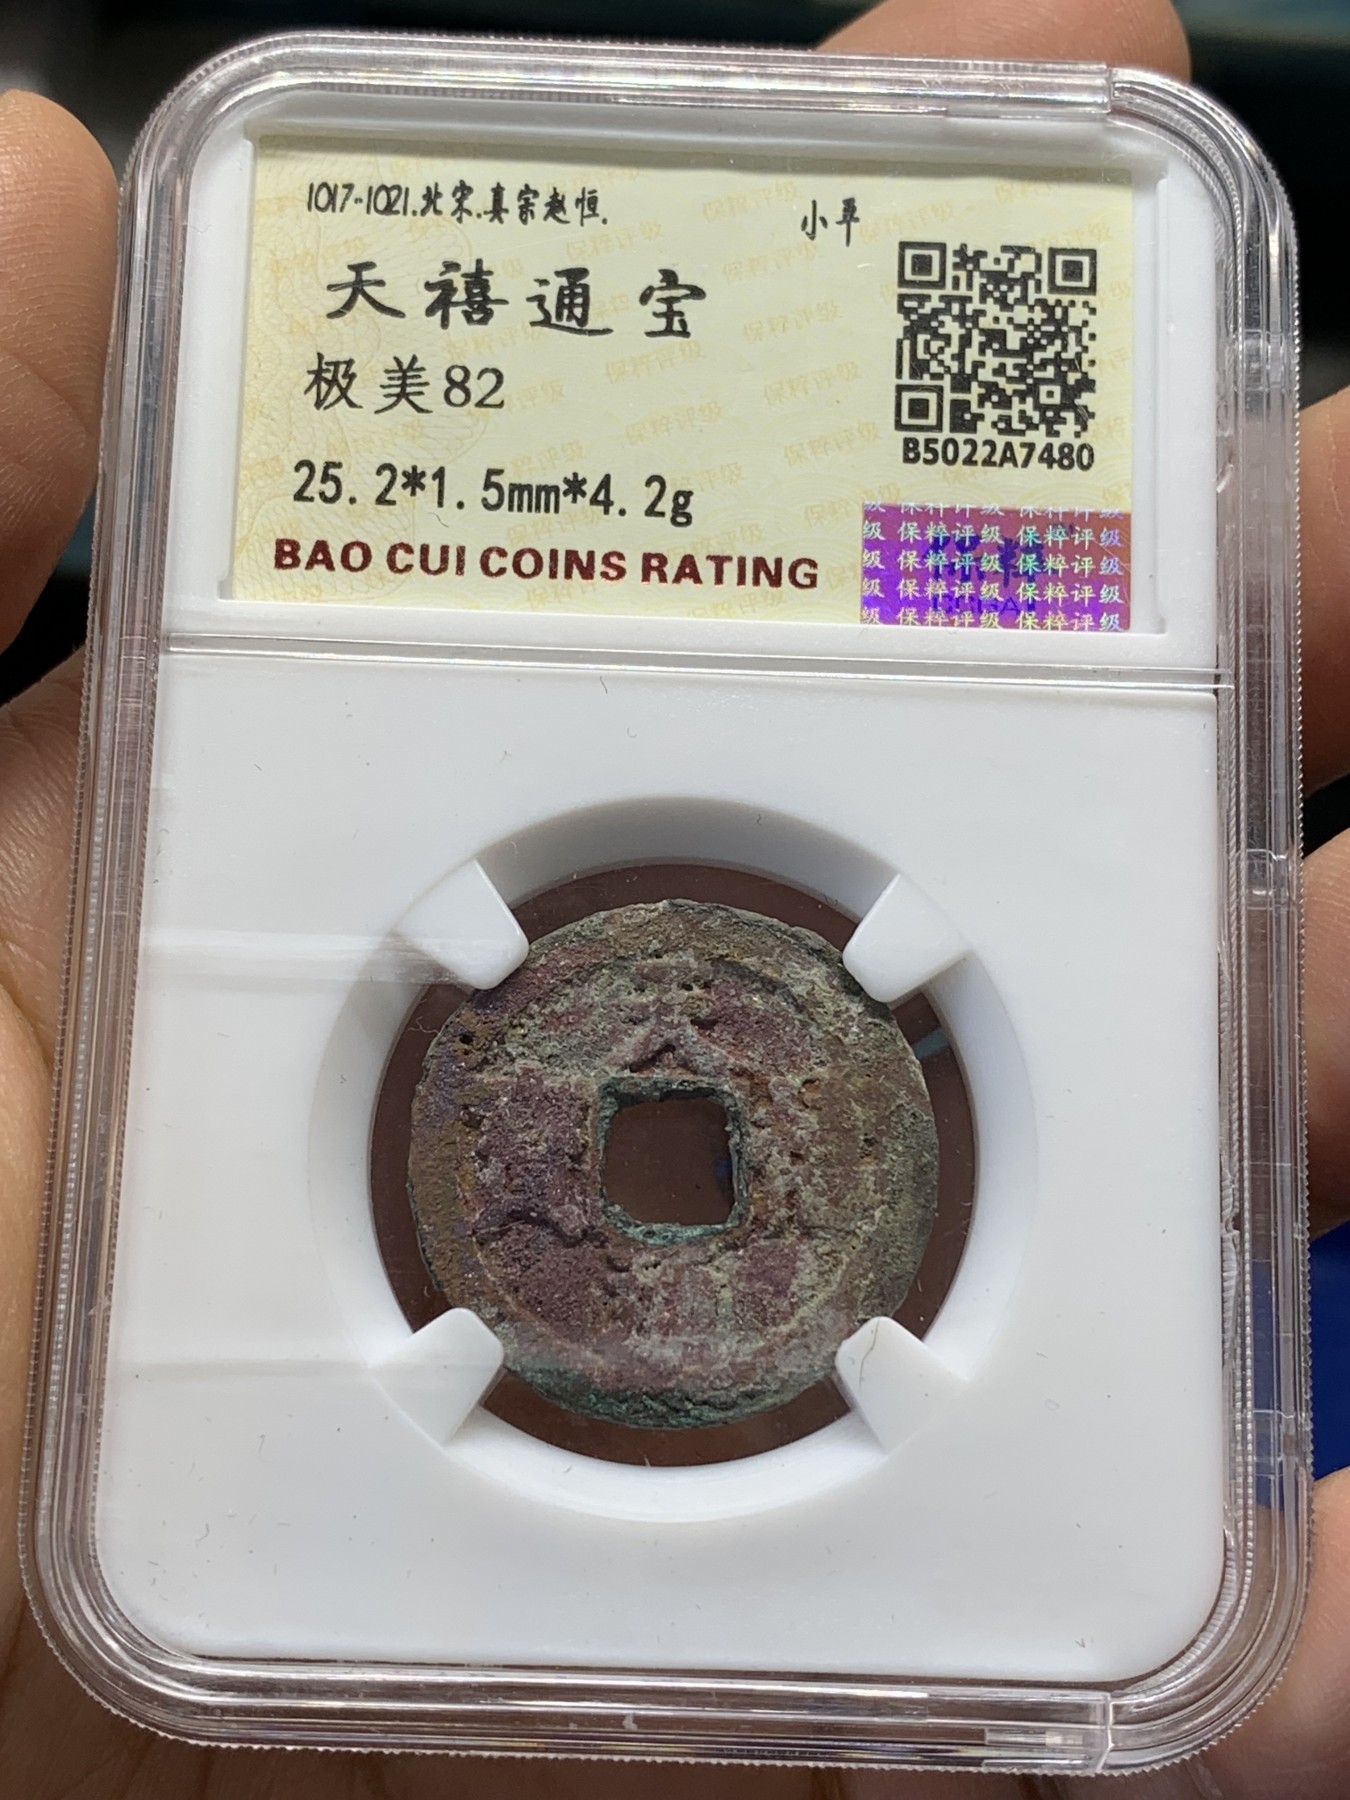 1017-1021.北宋.真宗赵恒.
小平
天禧通宝
极美82
25.2*1.5mm*4.2g
B5022A7480
BAO CUI COINS RATING
保粹评级